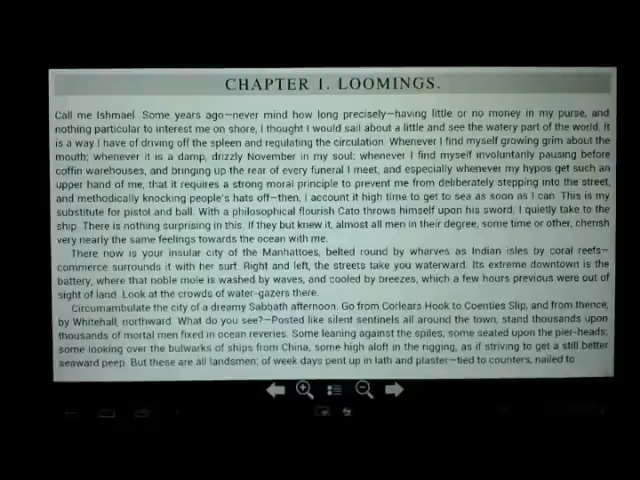 CHAPTER 1. LOOMINGS.
Call me Ishmael. Some years ago—never mind how long precisely—having little or no money in my purse, and
nothing particular to interest me on shore, I thought I would sail about a little and see the watery part of the world. It
is a way I have of driving off the spleen and regulating the circulation. Whenever I find myself growing grim about the
mouth; whenever it is a damp, drizzly November in my soul; whenever I find myself involuntarily pausing before
coffin warehouses, and bringing up the rear of every funeral I meet; and especially whenever my hypos get such an
upper hand of me, that it requires a strong moral principle to prevent me from deliberately stepping into the street,
and methodically knocking people's hats off—then, I account it high time to get to sea as soon as I can. This is my
substitute for pistol and ball. With a philosophical flourish Cato throws himself upon his sword; I quietly take to the
ship. There is nothing surprising in this. If they but knew it, almost all men in their degree, some time or other, cherish
very nearly the same feelings towards the ocean with me.
There now is your insular city of the Manhattoes, belted round by wharves as Indian isles by coral reefs—
commerce surrounds it with her surf. Right and left, the streets take you waterward. Its extreme downtown is the
battery, where that noble mole is washed by waves, and cooled by breezes, which a few hours previous were out of
sight of land. Look at the crowds of water-gazers there.
Circumambulate the city of a dreamy Sabbath afternoon. Go from Corlears Hook to Coenties Slip, and from thence,
by Whitehall, northward. What do you see?—Posted like silent sentinels all around the town, stand thousands upon
thousands of mortal men fixed in ocean reveries. Some leaning against the spiles; some seated upon the pier-heads;
some looking over the bulwarks of ships from China; some high aloft in the rigging, as if striving to get a still better
seaward peep. But these are all landsmen; of week days pent up in lath and plaster—tied to counters, nailed to